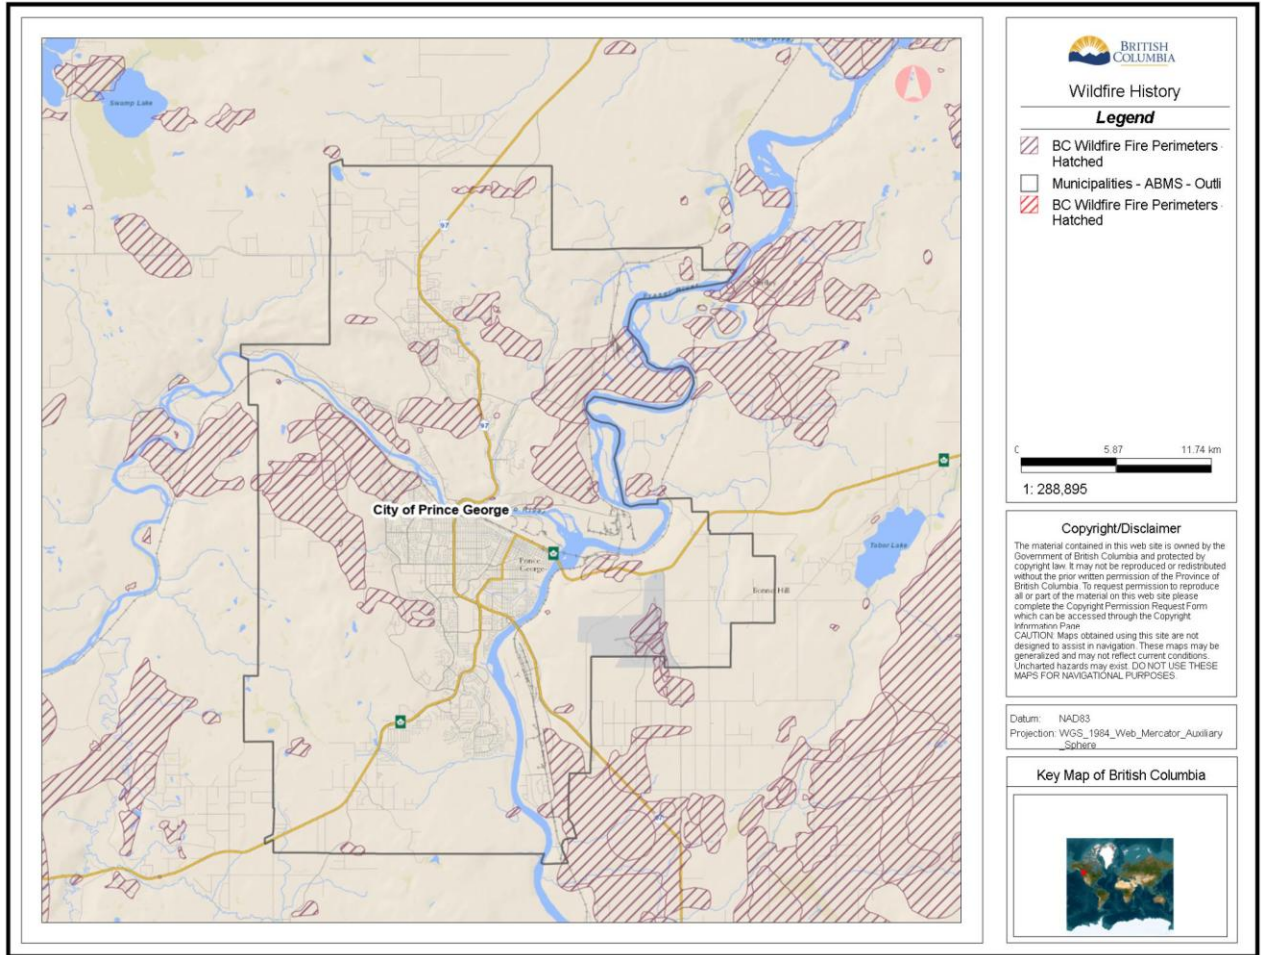 Swamp Lake
97
Fraser River
Shelley
97
City of Prince George
Prince
George
Tabor Lake
Bonnet Hill
97
BRITISH
COLUMBIA
Wildfire History
Legend
BC Wildfire Fire Perimeters -
Hatched
Municipalities - ABMS - Outli
BC Wildfire Fire Perimeters -
Hatched
5.87
11.74 km
1: 288,895
Copyright/Disclaimer
The material contained in this web site is owned by the
Government of British Columbia and protected by
copyright law. It may not be reproduced or redistributed
without the prior written permission of the Province of
British Columbia. To request permission to reproduce
all or part of the material on this web site please
complete the Copyright Permission Request Form
which can be accessed through the Copyright
Information Page.
CAUTION: Maps obtained using this site are not
designed to assist in navigation. These maps may be
generalized and may not reflect current conditions.
Uncharted hazards may exist. DO NOT USE THESE
MAPS FOR NAVIGATIONAL PURPOSES.
Datum: NAD83
Projection: WGS_1984_Web_Mercator_Auxiliary
_Sphere
Key Map of British Columbia